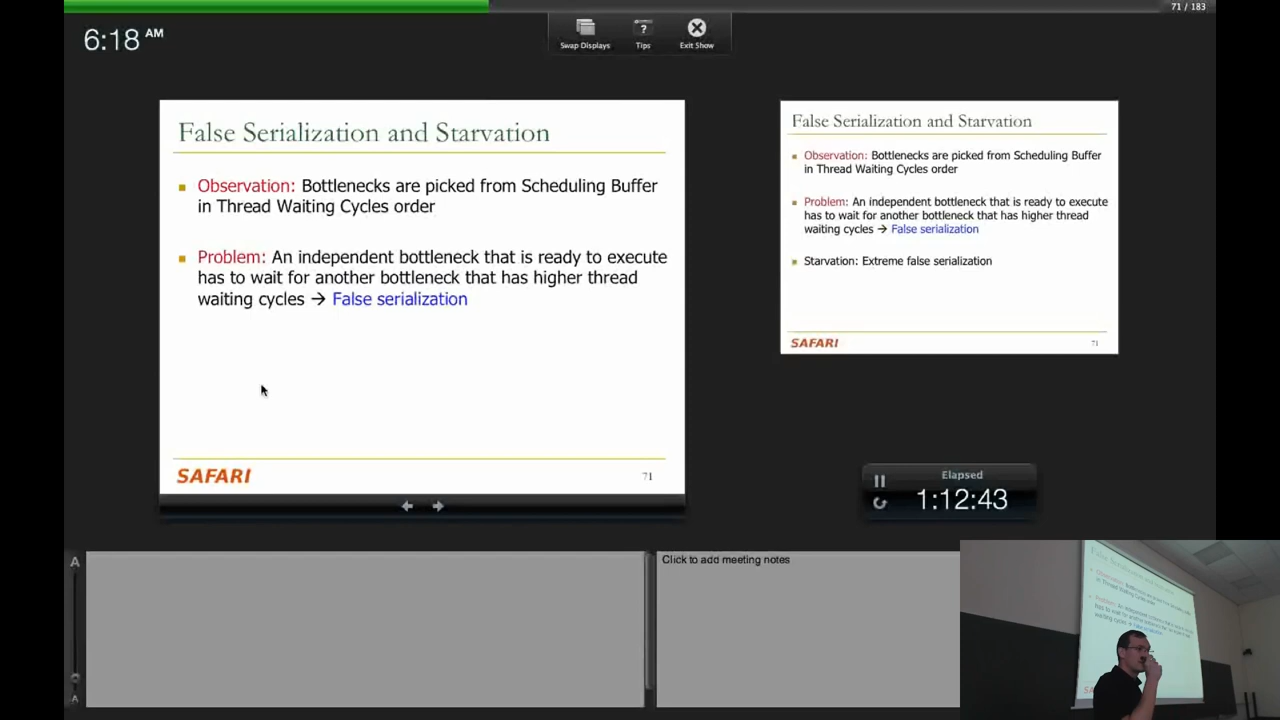 71 / 183
6:18 AM
Swap Displays
Tips
Exit Show
False Serialization and Starvation
Observation: Bottlenecks are picked from Scheduling Buffer
in Thread Waiting Cycles order
Problem: An independent bottleneck that is ready to execute
has to wait for another bottleneck that has higher thread
waiting cycles → False serialization
SAFARI
71
False Serialization and Starvation
Observation: Bottlenecks are picked from Scheduling Buffer
in Thread Waiting Cycles order
Problem: An independent bottleneck that is ready to execute
has to wait for another bottleneck that has higher thread
waiting cycles → False serialization
Starvation: Extreme false serialization
SAFARI
71
Elapsed
1:12:43
A
A
Click to add meeting notes